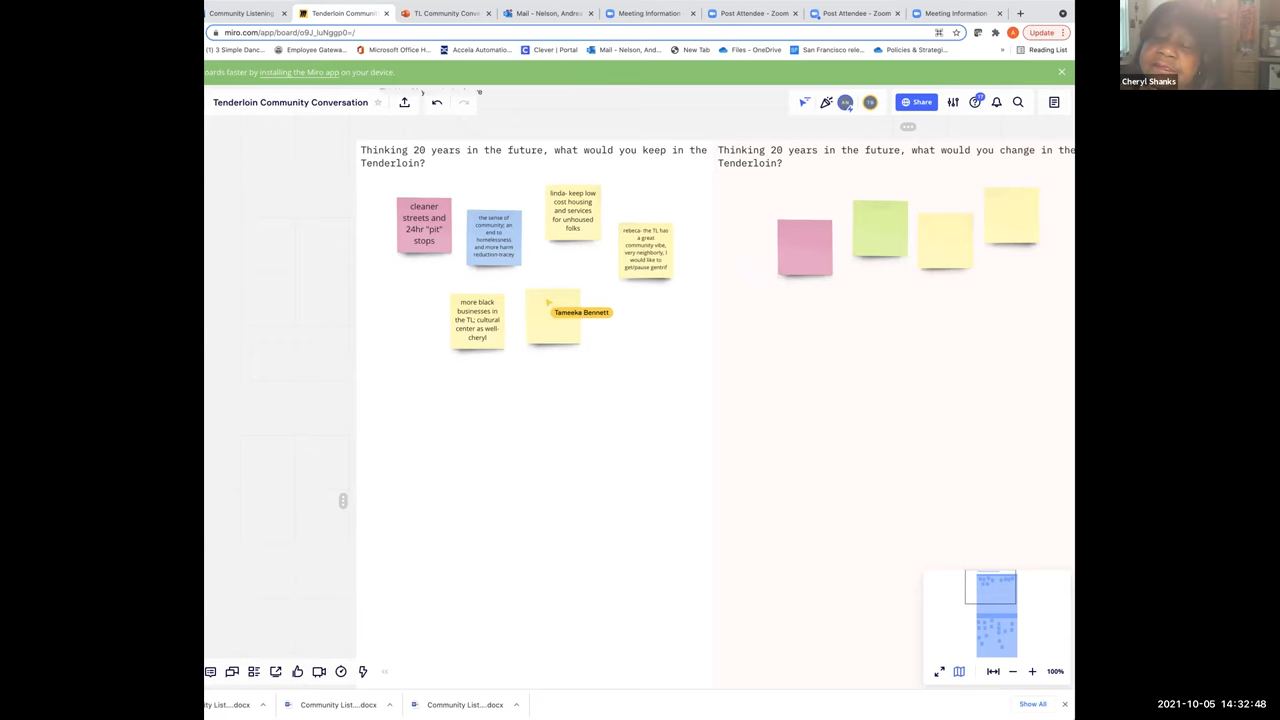 Community Listening
Tenderloin Communi
TL Community Conv
Mail - Nelson, Andrea
Meeting Information
Post Attendee - Zoom
Post Attendee - Zoom
Meeting Information
miro.com/app/board/o9J_luNggp0=/
Update
(1) 3 Simple Danc...
Employee Gatewa...
Microsoft Office H...
Accela Automatio...
Clever | Portal
Mail - Nelson, And...
New Tab
Files - OneDrive
San Francisco rele...
Policies & Strategi...
Reading List
oards faster by installing the Miro app on your device.
Tenderloin Community Conversation
Share
Cheryl Shanks
Thinking 20 years in the future, what would you keep in the
Tenderloin?
cleaner
streets and
24hr "pit"
stops
the sense of
community; an
end to
homelessness
and more harm
reduction-tracey
linda- keep low
cost housing
and services
for unhoused
folks
rebeca- the TL has
a great
community vibe,
very neighborly, I
would like to
get/pause gentrif
more black
businesses in
the TL; cultural
center as well-
cheryl
Tameeka Bennett
Thinking 20 years in the future, what would you change in the
Tenderloin?
100%
ity List....docx
Community List....docx
Community List....docx
Show All
2021-10-05 14:32:48